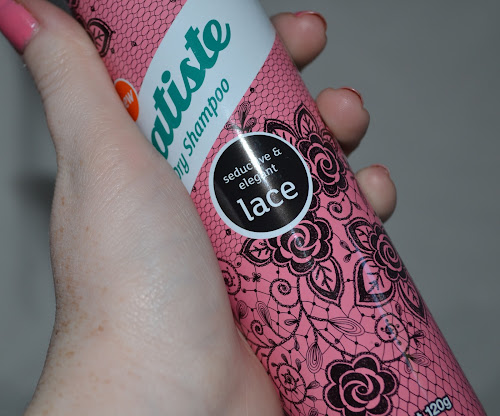 atiste
Dry Shampoo
seductive &
elegant
lace
120g